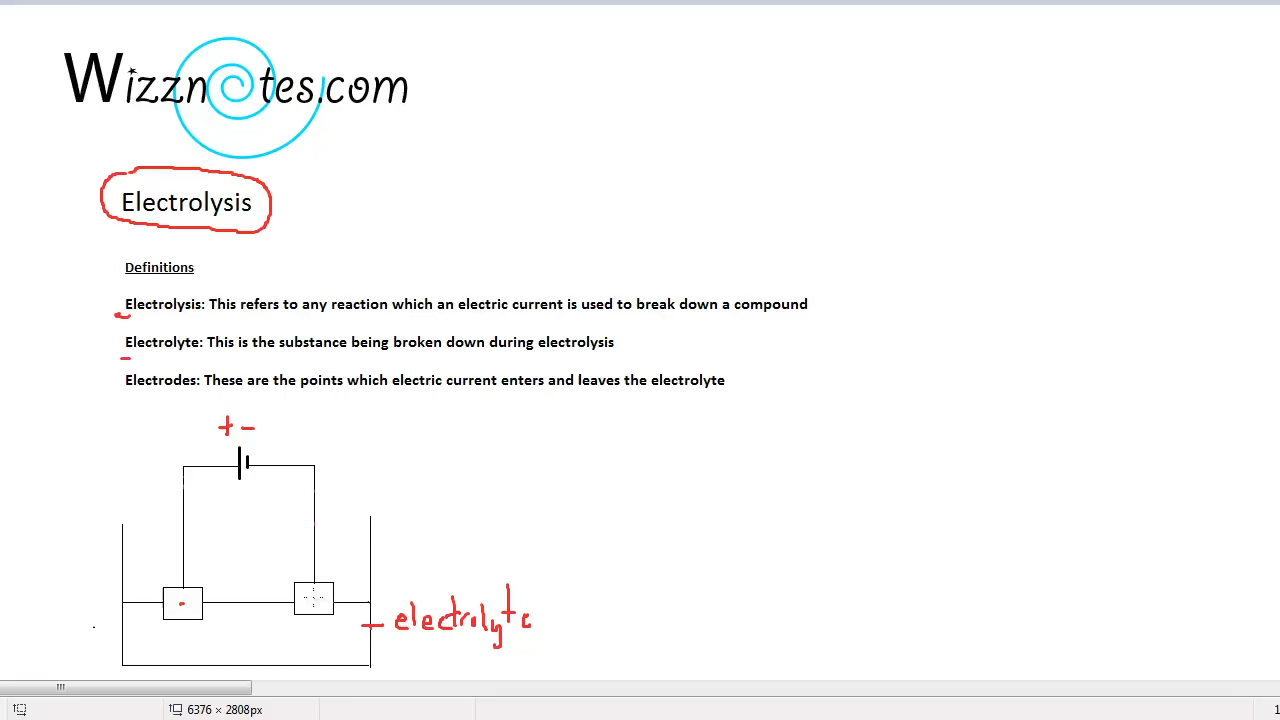 Wizznotes.com
Electrolysis
Definitions
Electrolysis: This refers to any reaction which an electric current is used to break down a compound
Electrolyte: This is the substance being broken down during electrolysis
Electrodes: These are the points which electric current enters and leaves the electrolyte
+ -
-
+
- electrolyte
6376 × 2808px
1